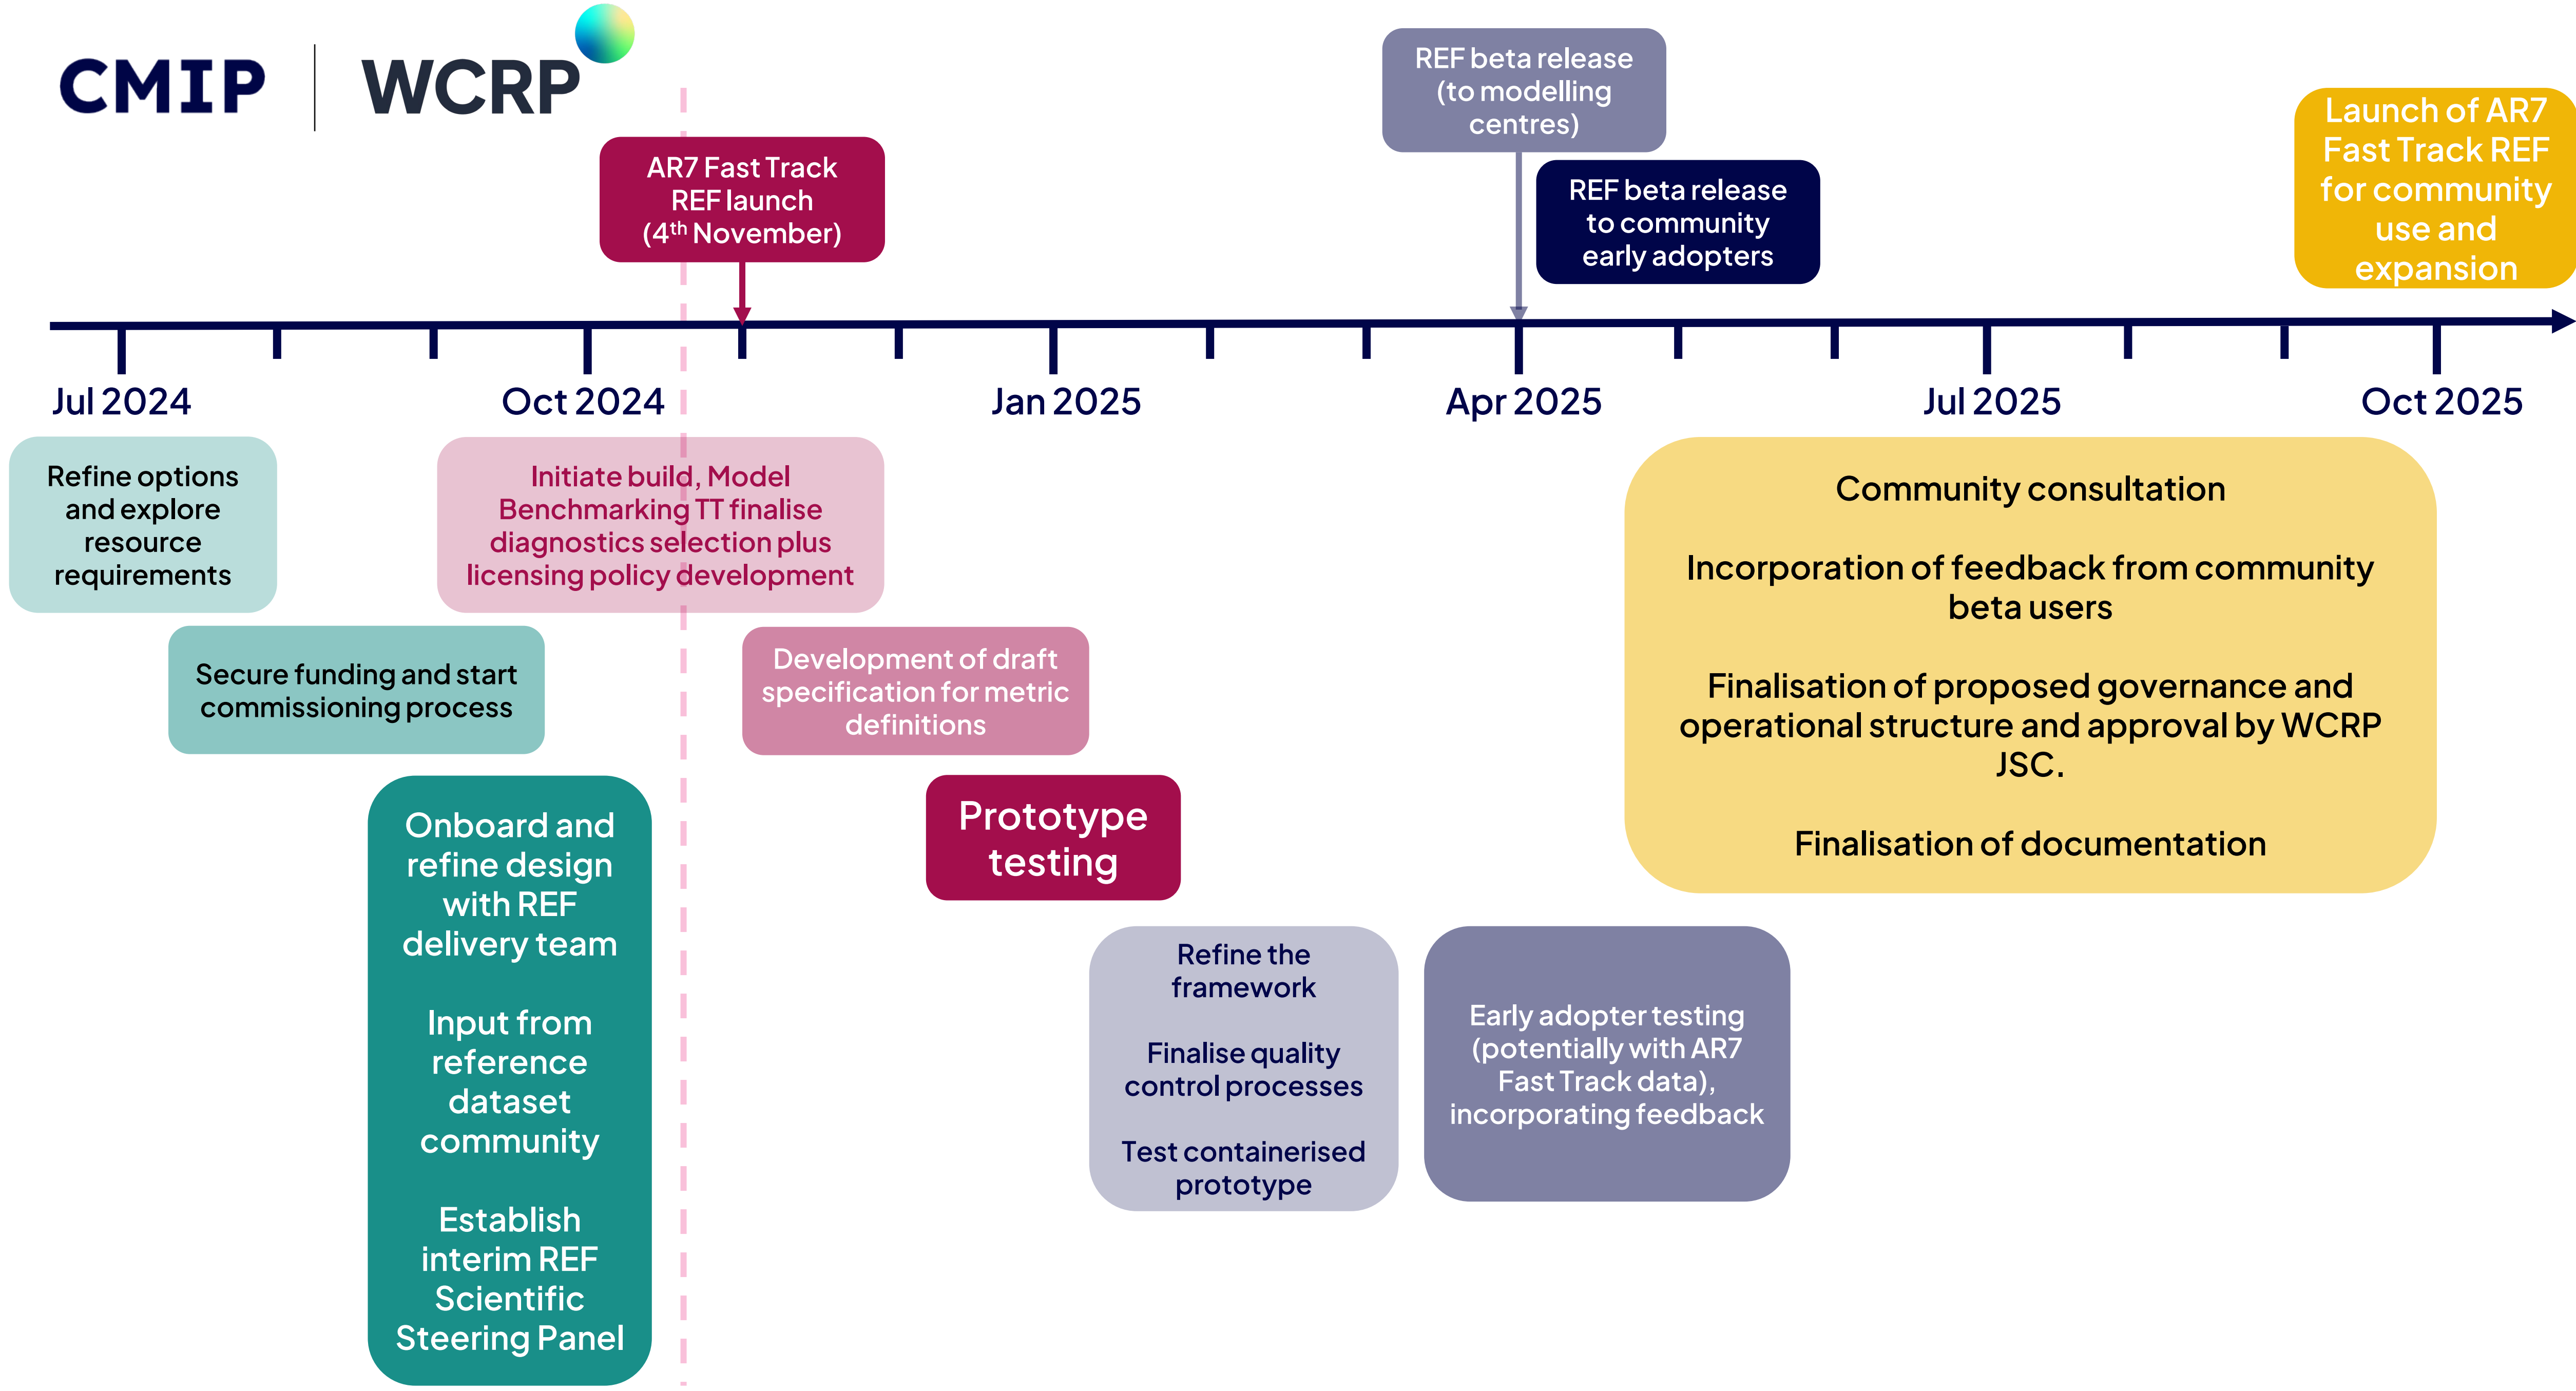 CMIP
WCRP
REF beta release
(to modelling
centres)
Launch of AR7
Fast Track REF
for community
use and
expansion
AR7 Fast Track
REF launch
(4th November)
REF beta release
to community
early adopters
Jul 2024
Oct 2024
Jan 2025
Apr 2025
Jul 2025
Oct 2025
Refine options
and explore
resource
requirements
Initiate build, Model
Benchmarking TT finalise
diagnostics selection plus
licensing policy development
Community consultation
Incorporation of feedback from community
beta users
Finalisation of proposed governance and
operational structure and approval by WCRP
JSC.
Finalisation of documentation
Secure funding and start
commissioning process
Development of draft
specification for metric
definitions
Onboard and
refine design
with REF
delivery team
Input from
reference
dataset
community
Establish
interim REF
Scientific
Steering Panel
Prototype
testing
Refine the
framework
Finalise quality
control processes
Test containerised
prototype
Early adopter testing
(potentially with AR7
Fast Track data),
incorporating feedback